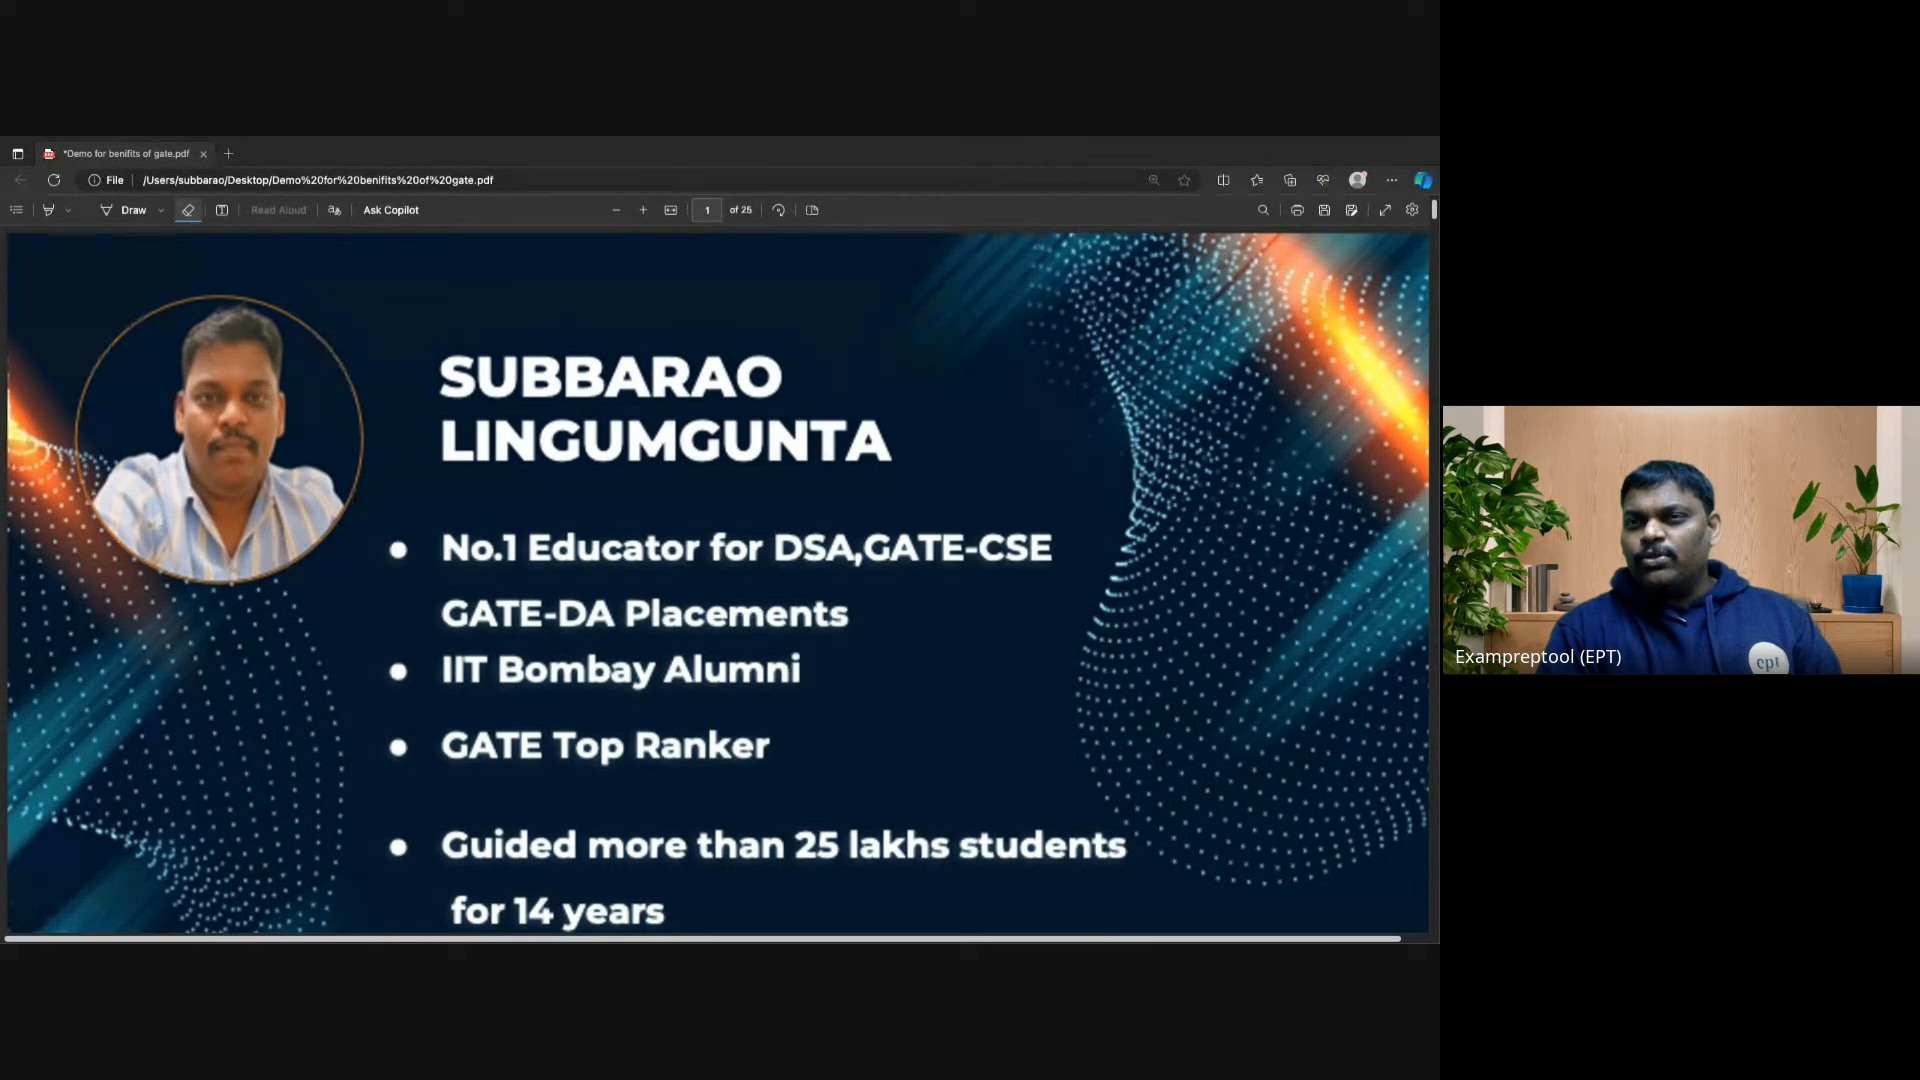 *Demo for benifits of gate.pdf
File
/Users/subbarao/Desktop/Demo%20for%20benifits%20of%20gate.pdf
Draw
Read Aloud
Ask Copilot
1
of 25
SUBBARAO
LINGUMGUNTA
● No.1 Educator for DSA,GATE-CSE
GATE-DA Placements
● IIT Bombay Alumni
● GATE Top Ranker
● Guided more than 25 lakhs students
for 14 years
ept
Exampreptool (EPT)